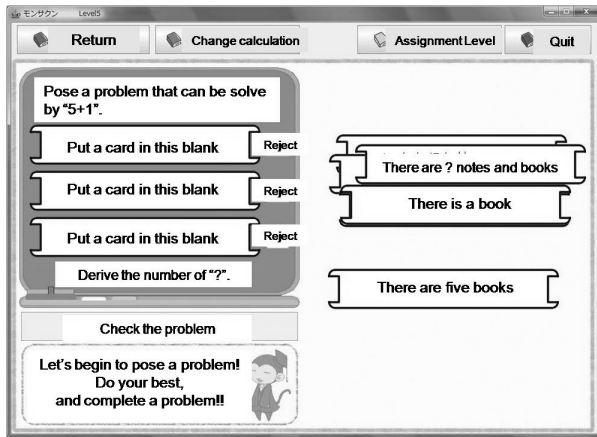 モンサクン Level5
Return
Change calculation
Assignment Level
Quit
Pose a problem that can be solve
by “5+1”.
Put a card in this blank
Reject
Put a card in this blank
Reject
Put a card in this blank
Reject
Derive the number of “?”.
Check the problem
Let's begin to pose a problem!
Do your best,
and complete a problem!!
There are ? notes and books
There is a book
There are five books